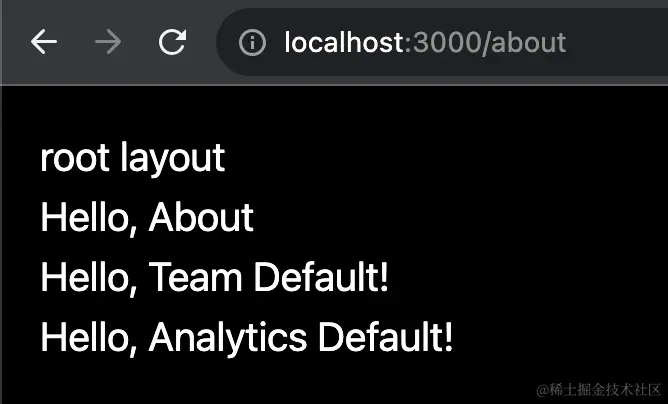 localhost:3000/about
root layout
Hello, About
Hello, Team Default!
Hello, Analytics Default!
@稀土掘金技术社区